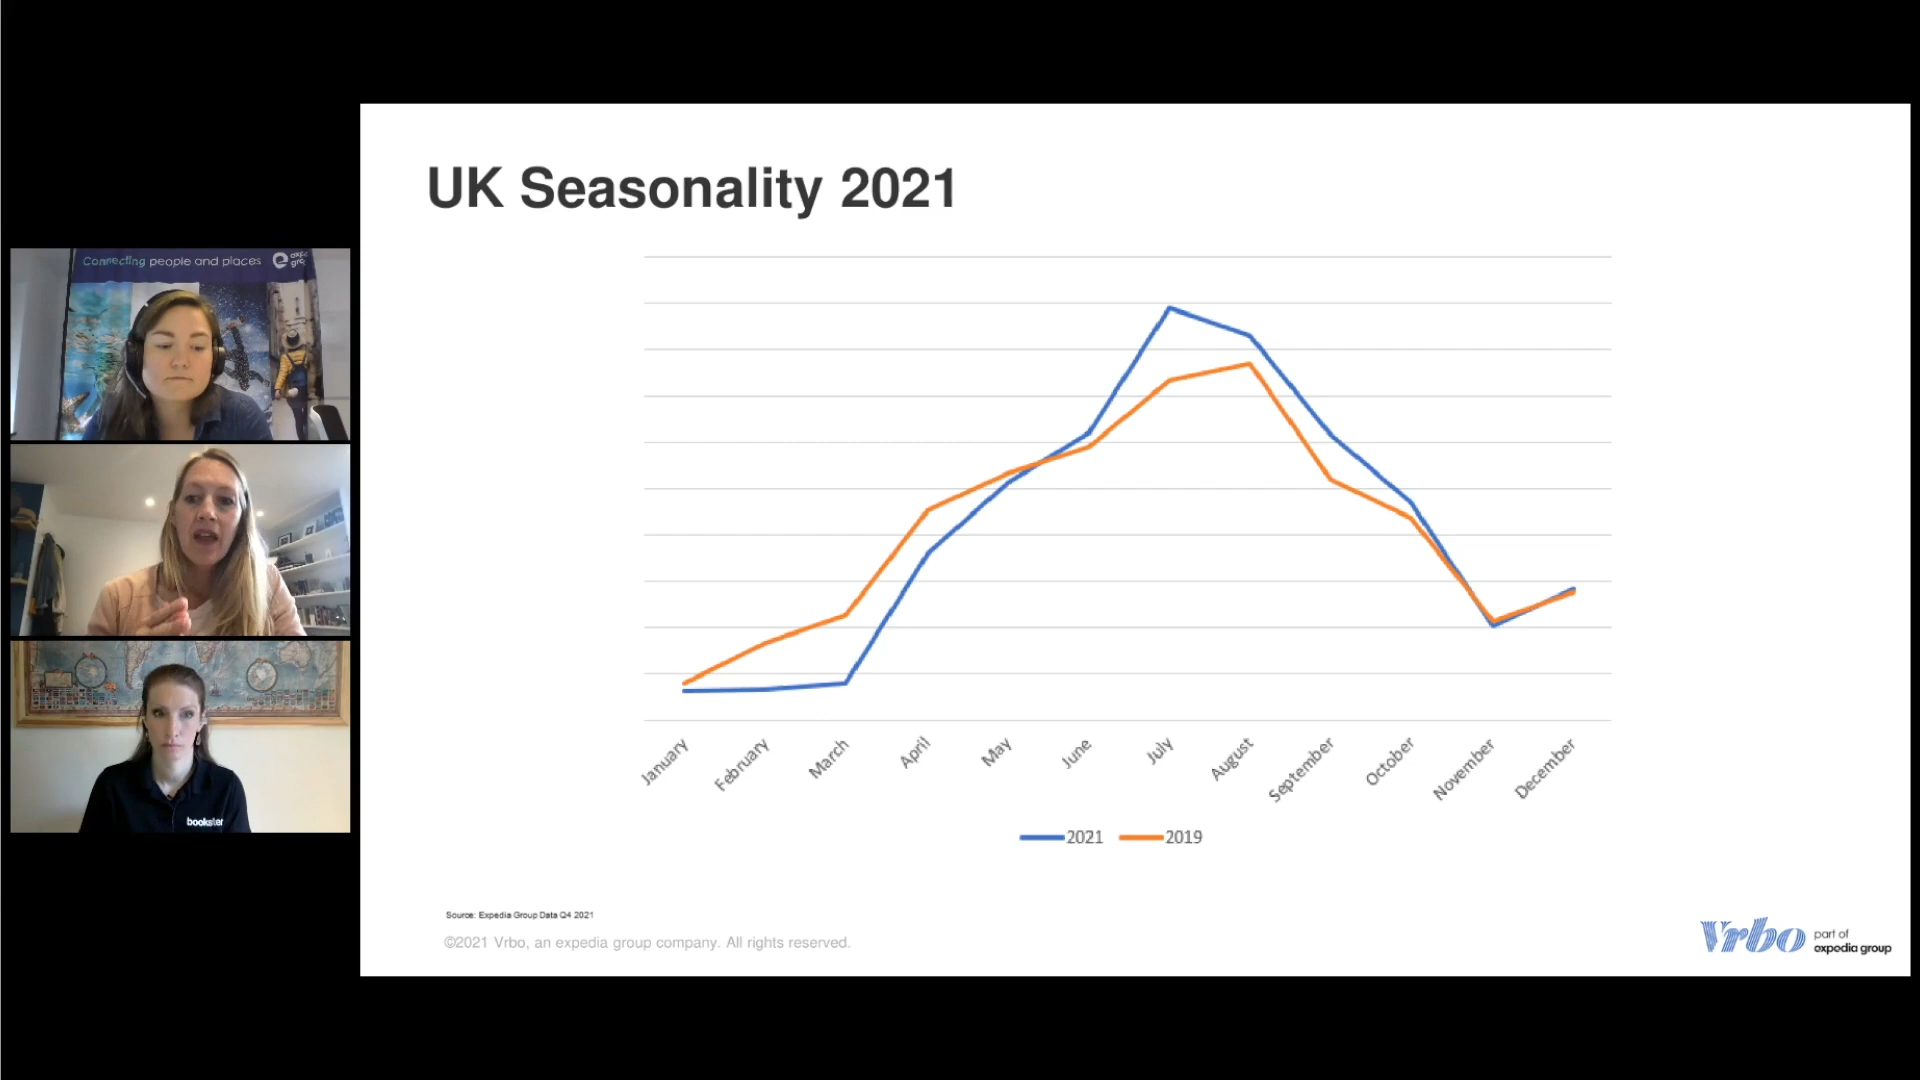 UK Seasonality 2021
Connecting people and places
bookster
January
February
March
April
May
June
July
August
September
October
November
December
2021
2019
Source: Expedia Group Data Q4 2021
©2021 Vrbo, an expedia group company. All rights reserved.
Vrbo
part of
expedia group